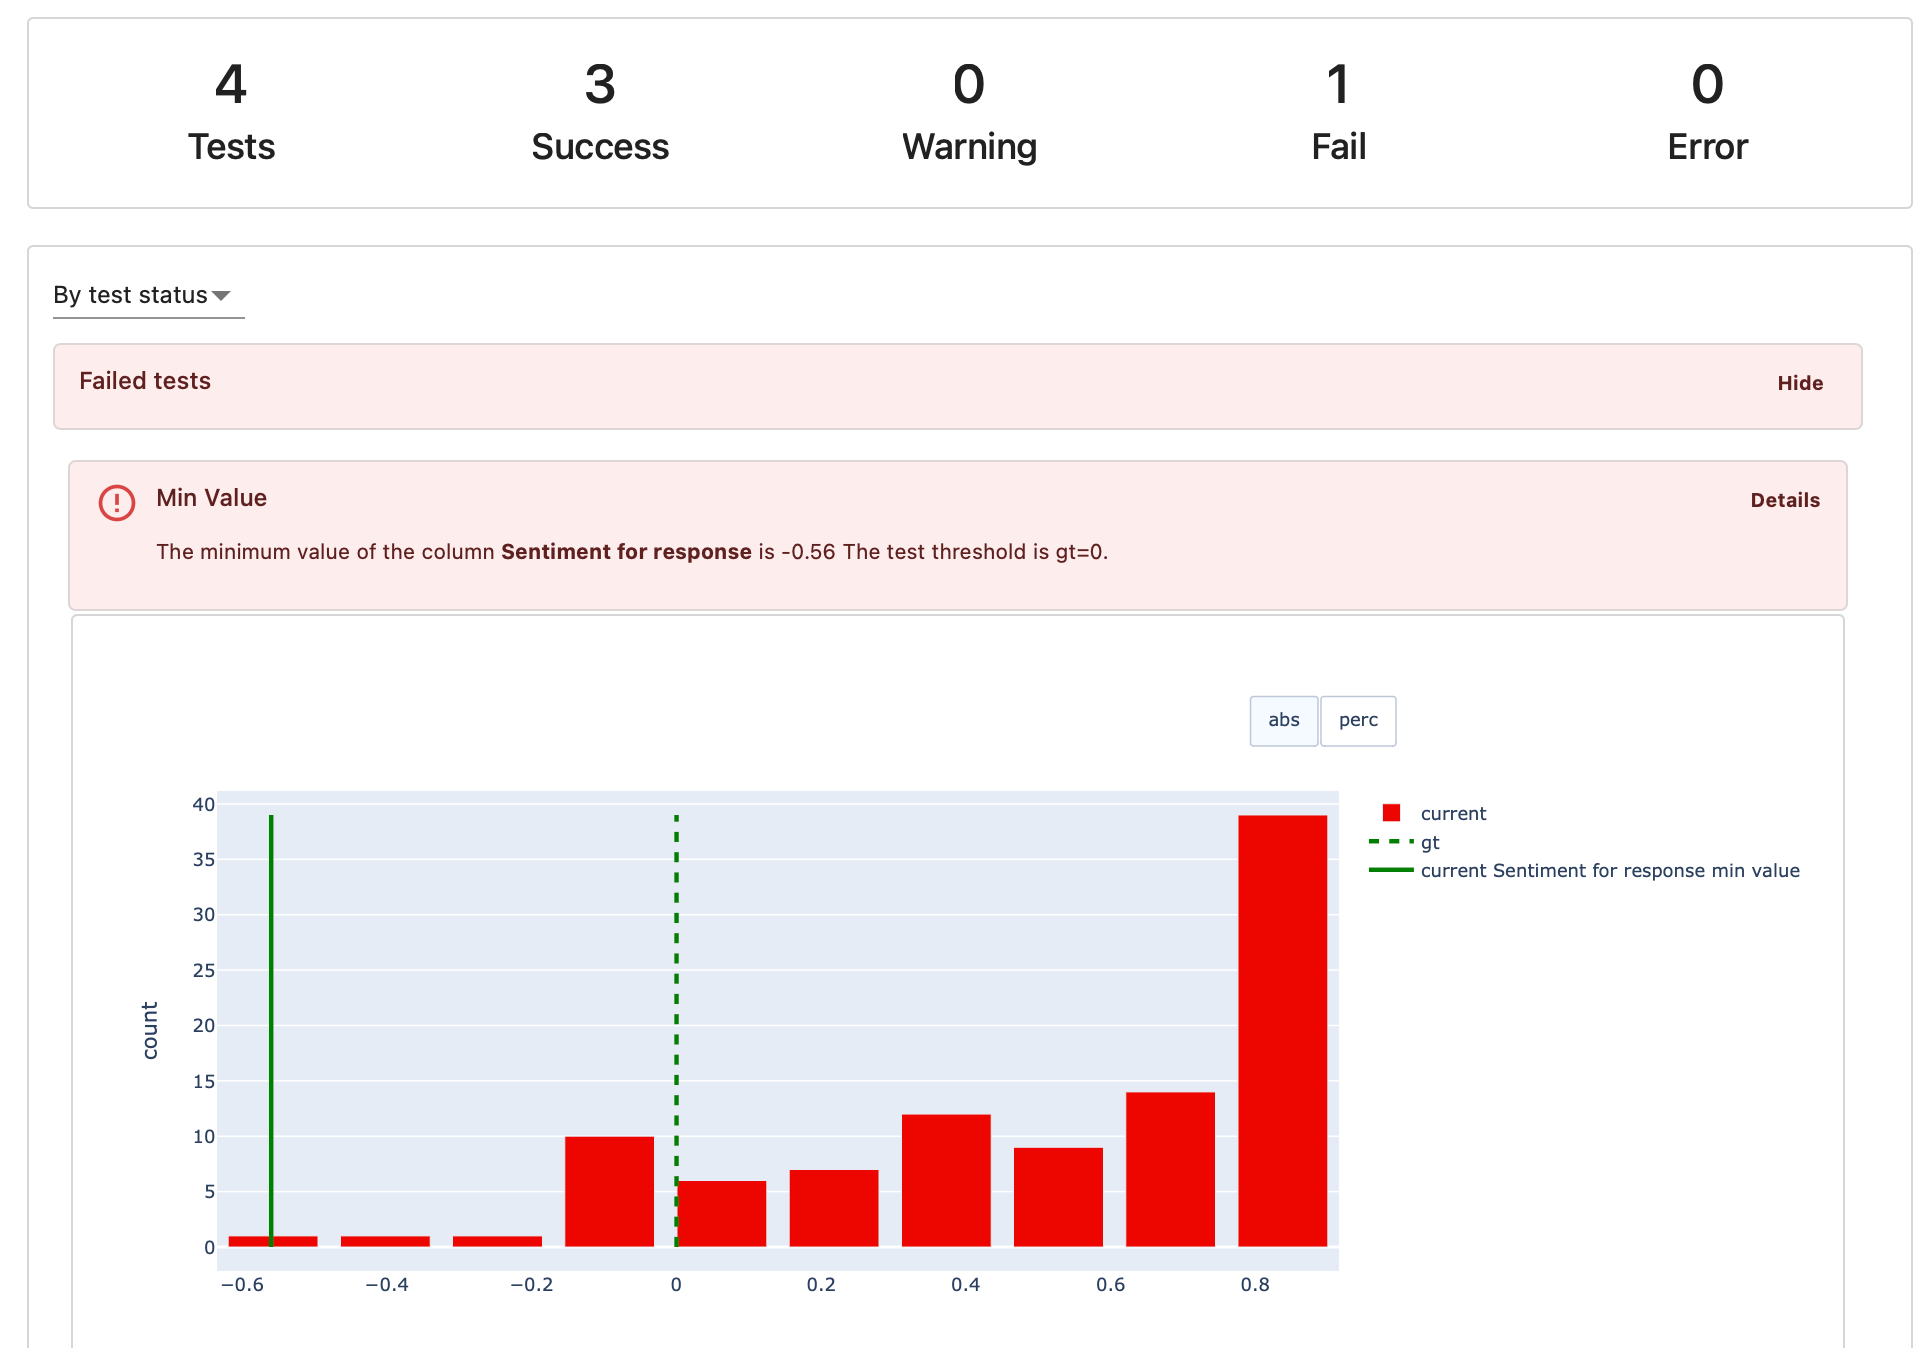 4 3 0 1 0
Tests Success Warning Fail Error
By test status
Failed tests Hide
Min Value Details
The minimum value of the column Sentiment for response is -0.56 The test threshold is gt=0.
abs perc
current
gt
current Sentiment for response min value
count
40
35
30
25
20
15
10
5
0
−0.6 −0.4 −0.2 0 0.2 0.4 0.6 0.8